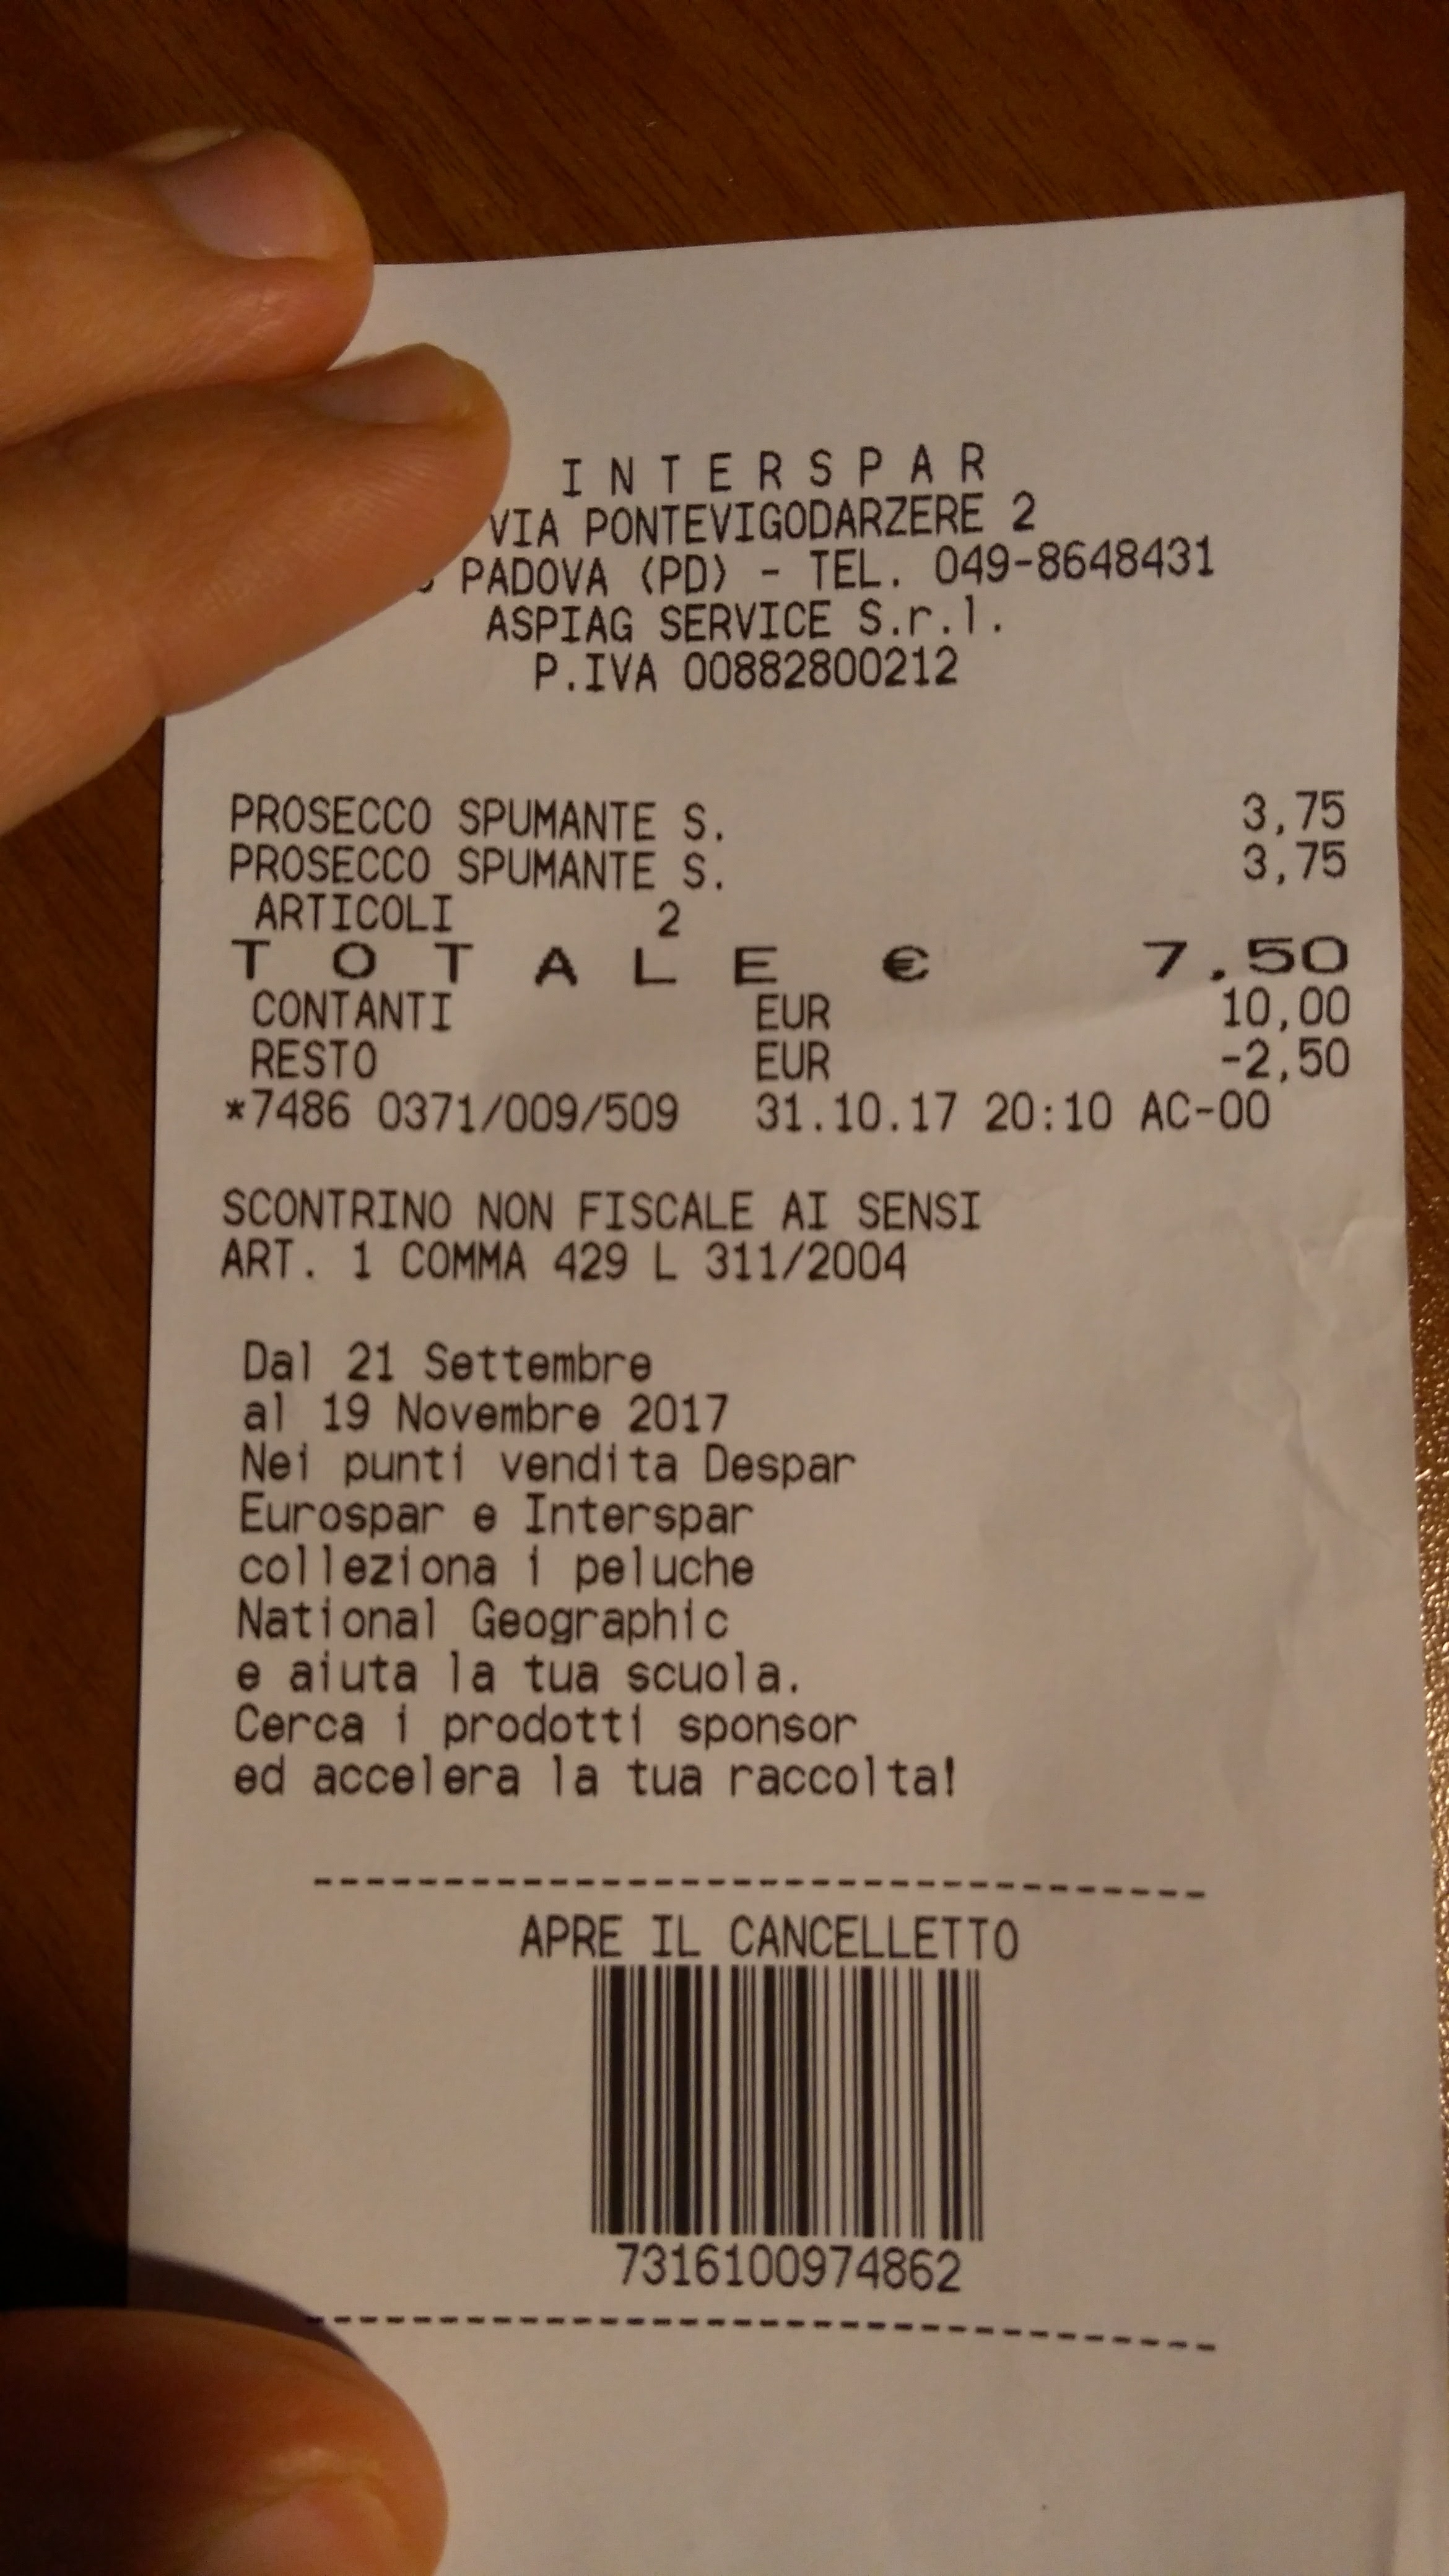 I N T E R S P A R
VIA PONTEVIGODARZERE 2
PADOVA (PD) - TEL. 049-8648431
ASPIAG SERVICE S.r.l.
P.IVA 00882800212
PROSECCO SPUMANTE S. 3,75
PROSECCO SPUMANTE S. 3,75
ARTICOLI 2
T O T A L E € 7.50
CONTANTI EUR 10,00
RESTO EUR -2,50
*7486 0371/009/509 31.10.17 20:10 AC-00
SCONTRINO NON FISCALE AI SENSI
ART. 1 COMMA 429 L 311/2004
Dal 21 Settembre
al 19 Novembre 2017
Nei punti vendita Despar
Eurospar e Interspar
colleziona i peluche
National Geographic
e aiuta la tua scuola.
Cerca i prodotti sponsor
ed accelera la tua raccolta!
APRE IL CANCELLETTO
7316100974862